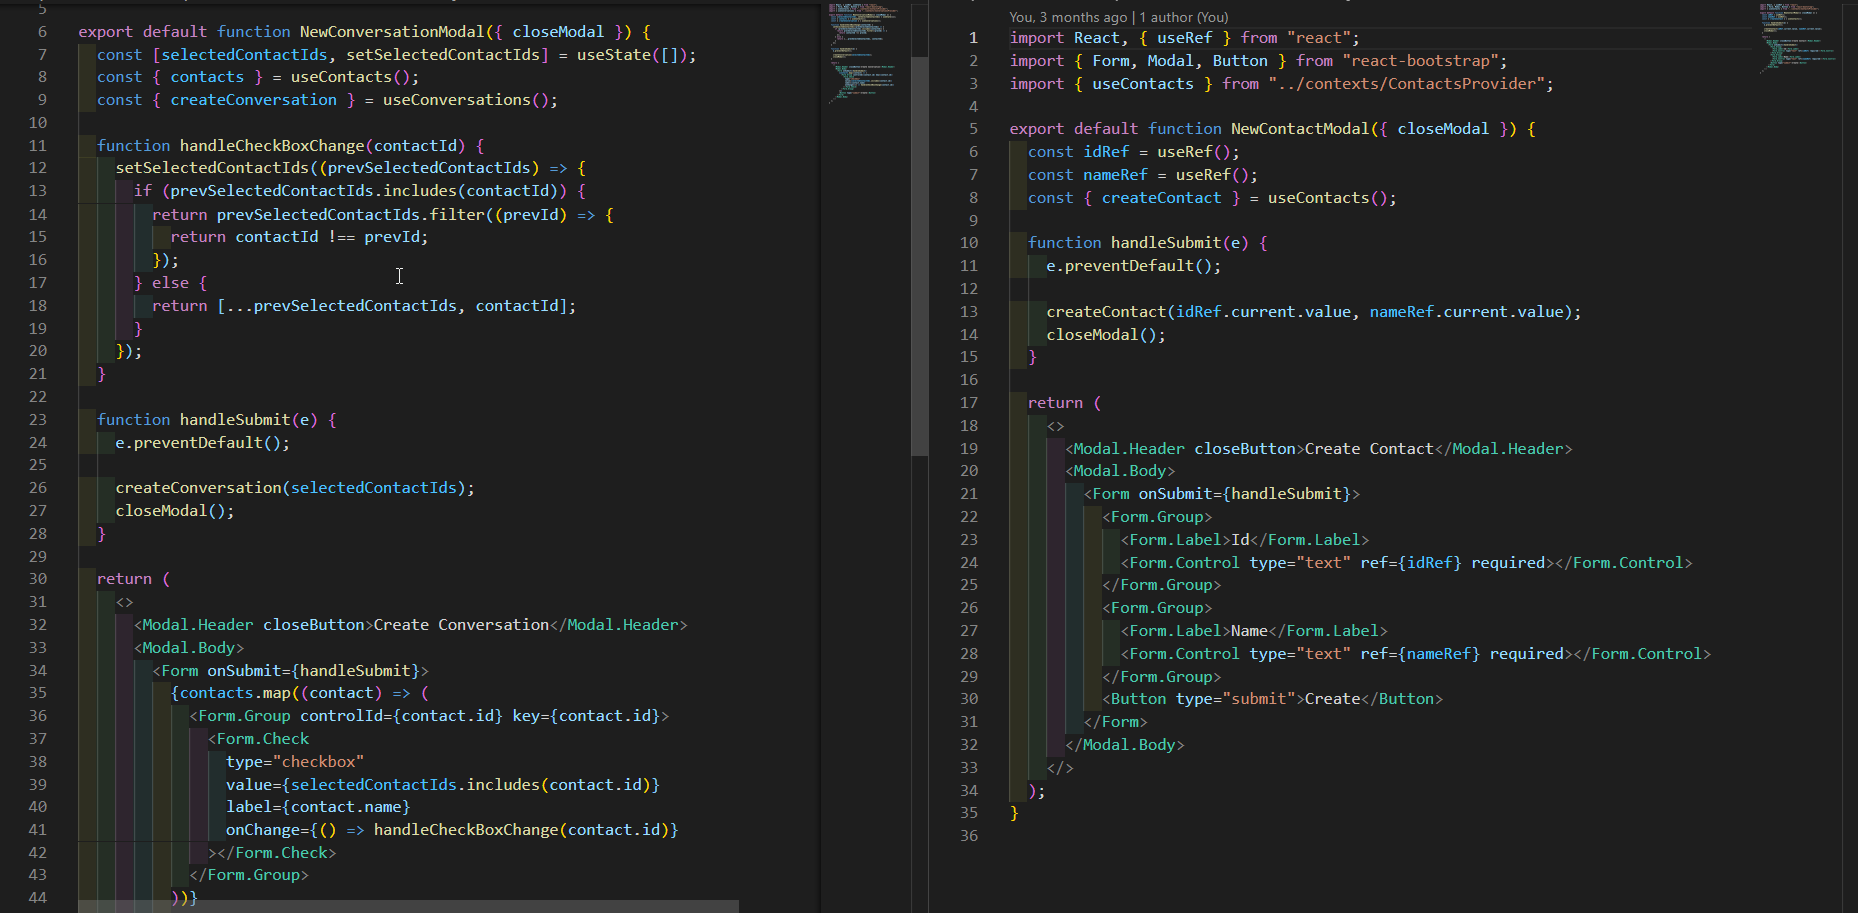 5
6 export default function NewConversationModal({ closeModal }) {
7 const [selectedContactIds, setSelectedContactIds] = useState([]);
8 const { contacts } = useContacts();
9 const { createConversation } = useConversations();
10
11 function handleCheckBoxChange(contactId) {
12 setSelectedContactIds((prevSelectedContactIds) => {
13 if (prevSelectedContactIds.includes(contactId)) {
14 return prevSelectedContactIds.filter((prevId) => {
15 return contactId !== prevId;
16 });
17 } else {
18 return [...prevSelectedContactIds, contactId];
19 }
20 });
21 }
22
23 function handleSubmit(e) {
24 e.preventDefault();
25
26 createConversation(selectedContactIds);
27 closeModal();
28 }
29
30 return (
31 <>
32 <Modal.Header closeButton>Create Conversation</Modal.Header>
33 <Modal.Body>
34 <Form onSubmit={handleSubmit}>
35 {contacts.map((contact) => (
36 <Form.Group controlId={contact.id} key={contact.id}>
37 <Form.Check
38 type="checkbox"
39 value={selectedContactIds.includes(contact.id)}
40 label={contact.name}
41 onChange={() => handleCheckBoxChange(contact.id)}
42 ></Form.Check>
43 </Form.Group>
44 ))}
You, 3 months ago | 1 author (You)
1 import React, { useRef } from "react";
2 import { Form, Modal, Button } from "react-bootstrap";
3 import { useContacts } from "../contexts/ContactsProvider";
4
5 export default function NewContactModal({ closeModal }) {
6 const idRef = useRef();
7 const nameRef = useRef();
8 const { createContact } = useContacts();
9
10 function handleSubmit(e) {
11 e.preventDefault();
12
13 createContact(idRef.current.value, nameRef.current.value);
14 closeModal();
15 }
16
17 return (
18 <>
19 <Modal.Header closeButton>Create Contact</Modal.Header>
20 <Modal.Body>
21 <Form onSubmit={handleSubmit}>
22 <Form.Group>
23 <Form.Label>Id</Form.Label>
24 <Form.Control type="text" ref={idRef} required></Form.Control>
25 </Form.Group>
26 <Form.Group>
27 <Form.Label>Name</Form.Label>
28 <Form.Control type="text" ref={nameRef} required></Form.Control>
29 </Form.Group>
30 <Button type="submit">Create</Button>
31 </Form>
32 </Modal.Body>
33 </>
34 );
35 }
36